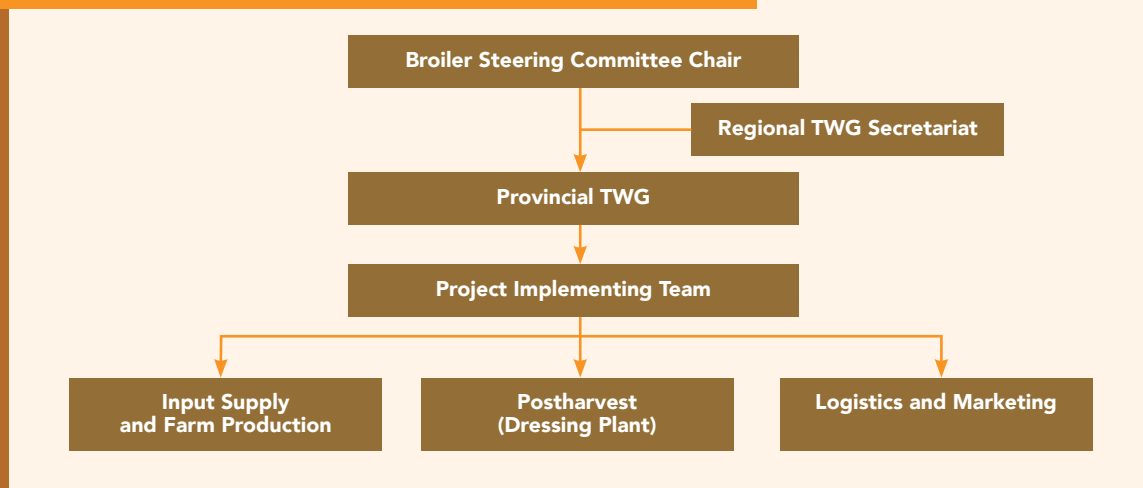 Broiler Steering Committee Chair
Regional TWG Secretariat
Provincial TWG
Project Implementing Team
Input Supply
and Farm Production
Postharvest
(Dressing Plant)
Logistics and Marketing